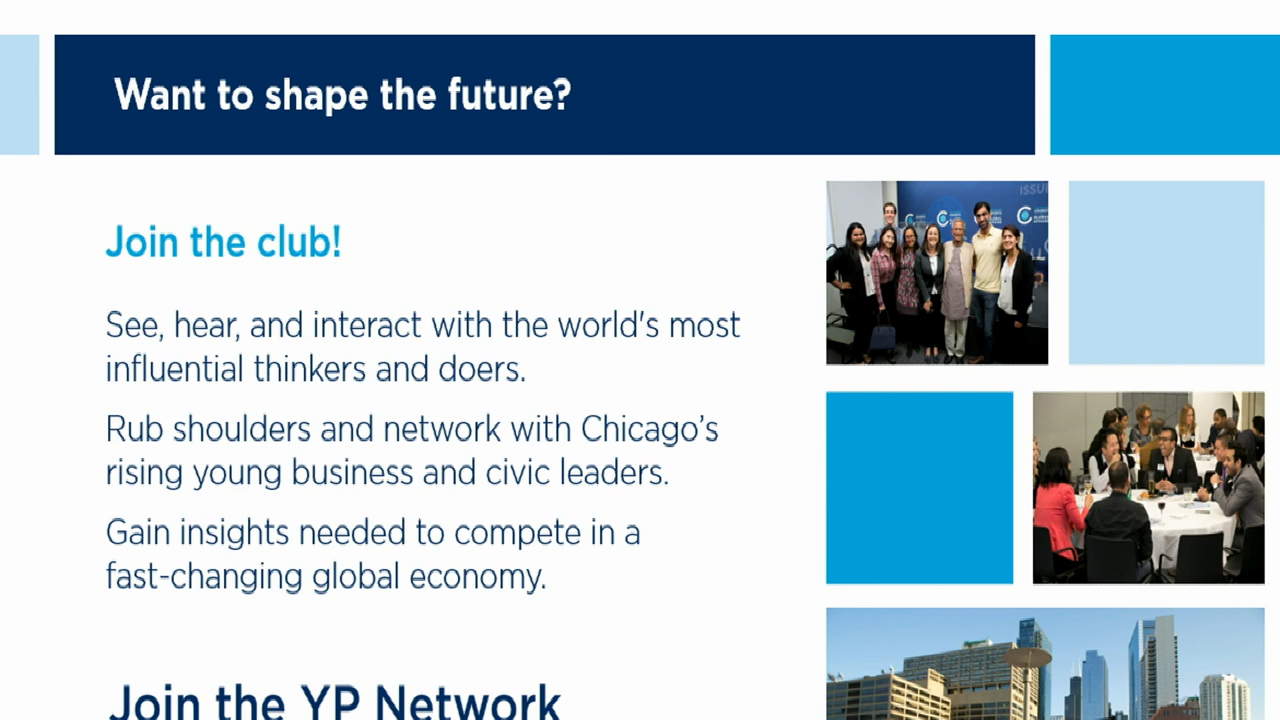 Want to shape the future?
Join the club!
See, hear, and interact with the world's most
influential thinkers and doers.
Rub shoulders and network with Chicago’s
rising young business and civic leaders.
Gain insights needed to compete in a
fast-changing global economy.
Join the YP Network
ISSU